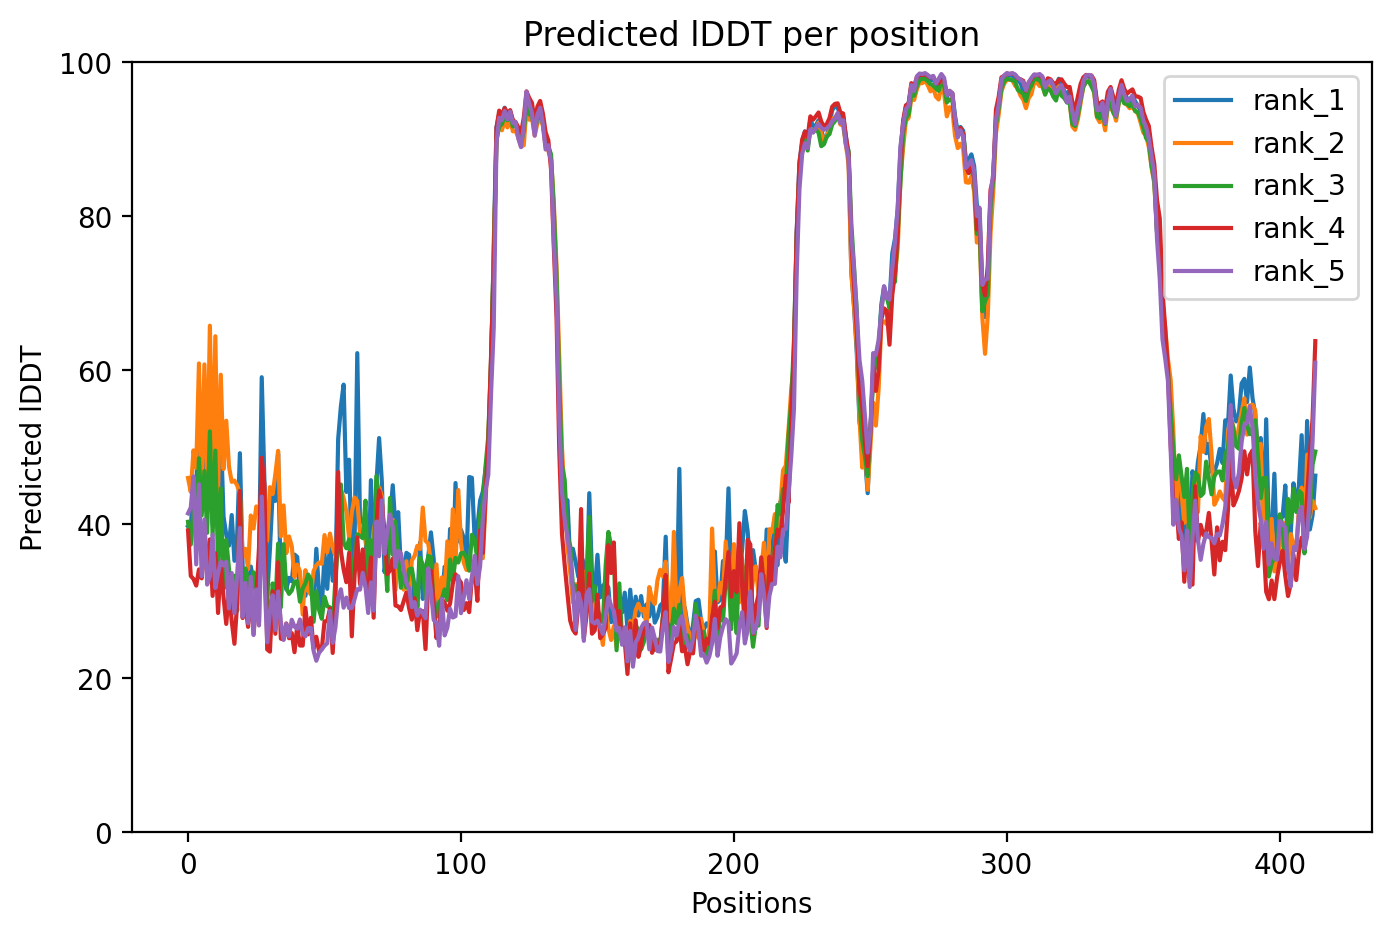 Predicted lDDT per position
100
80
60
40
20
0
Predicted lDDT
0 100 200 300 400
Positions
rank_1
rank_2
rank_3
rank_4
rank_5